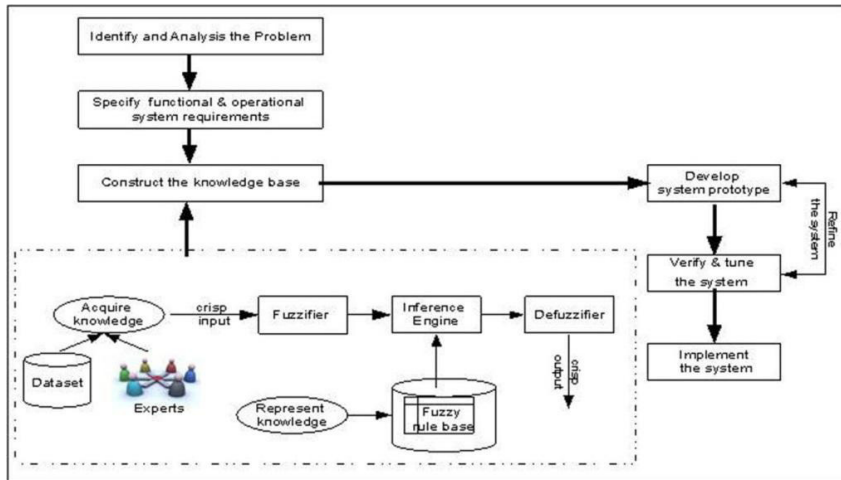 Identify and Analysis the Problem
Specify functional & operational
system requirements
Construct the knowledge base
Develop
system prototype
Refine
the system
Verify & tune
the system
Implement
the system
Acquire
knowledge
crisp
input
Fuzzifier
Inference
Engine
Defuzzifier
crisp
output
Dataset
Experts
Represent
knowledge
Fuzzy
rule base